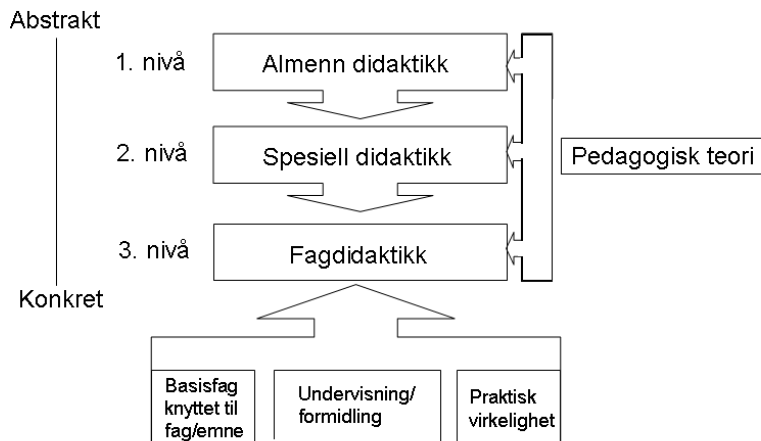 Abstrakt
1. nivå
Almenn didaktikk
2. nivå
Spesiell didaktikk
Pedagogisk teori
3. nivå
Fagdidaktikk
Konkret
Basisfag
knyttet til
fag/emne
Undervisning/
formidling
Praktisk
virkelighet